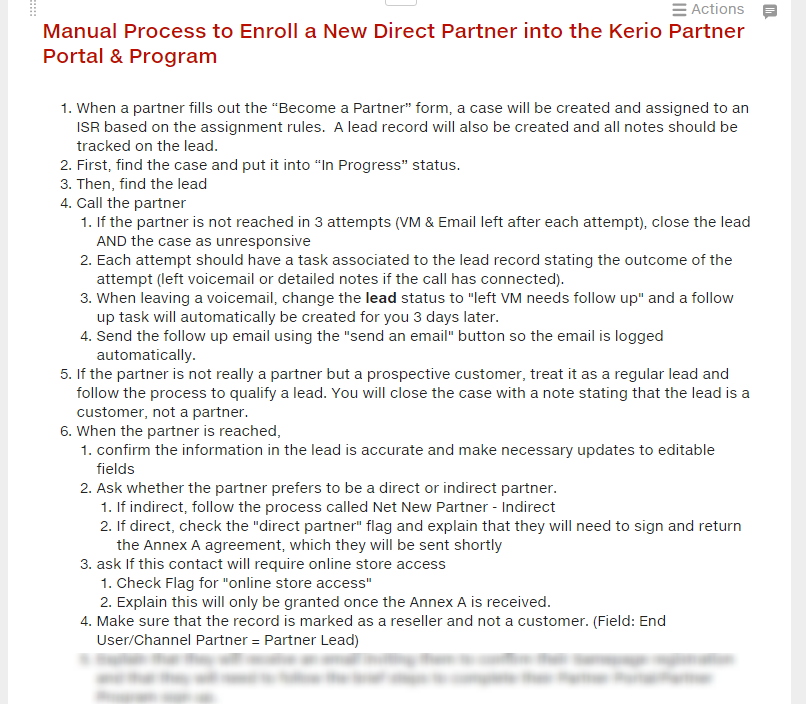 Actions
Manual Process to Enroll a New Direct Partner into the Kerio Partner
Portal & Program
1. When a partner fills out the “Become a Partner” form, a case will be created and assigned to an
ISR based on the assignment rules.  A lead record will also be created and all notes should be
tracked on the lead.
2. First, find the case and put it into “In Progress” status.
3. Then, find the lead
4. Call the partner
1. If the partner is not reached in 3 attempts (VM & Email left after each attempt), close the lead
AND the case as unresponsive
2. Each attempt should have a task associated to the lead record stating the outcome of the
attempt (left voicemail or detailed notes if the call has connected).
3. When leaving a voicemail, change the lead status to "left VM needs follow up" and a follow
up task will automatically be created for you 3 days later.
4. Send the follow up email using the "send an email" button so the email is logged
automatically.
5. If the partner is not really a partner but a prospective customer, treat it as a regular lead and
follow the process to qualify a lead. You will close the case with a note stating that the lead is a
customer, not a partner.
6. When the partner is reached,
1. confirm the information in the lead is accurate and make necessary updates to editable
fields
2. Ask whether the partner prefers to be a direct or indirect partner.
1. If indirect, follow the process called Net New Partner - Indirect
2. If direct, check the "direct partner" flag and explain that they will need to sign and return
the Annex A agreement, which they will be sent shortly
3. ask If this contact will require online store access
1. Check Flag for "online store access"
2. Explain this will only be granted once the Annex A is received.
4. Make sure that the record is marked as a reseller and not a customer. (Field: End
User/Channel Partner = Partner Lead)